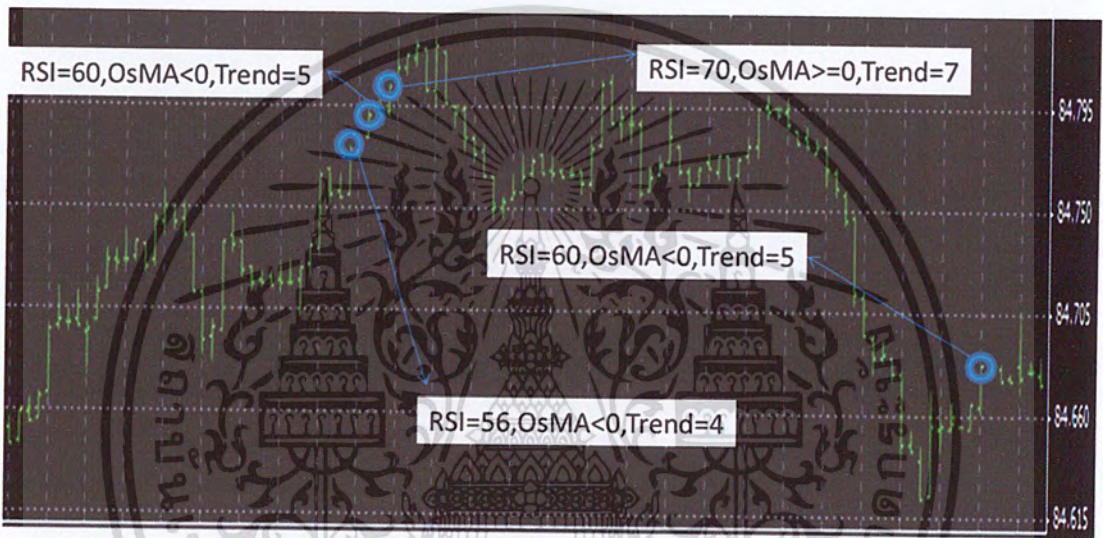 RSI=60,OsMA<0,Trend=5
RSI=70,OsMA>=0,Trend=7
84.795
84.750
RSI=60,OsMA<0,Trend=5
84.705
RSI=56,OsMA<0,Trend=4
84.660
84.615